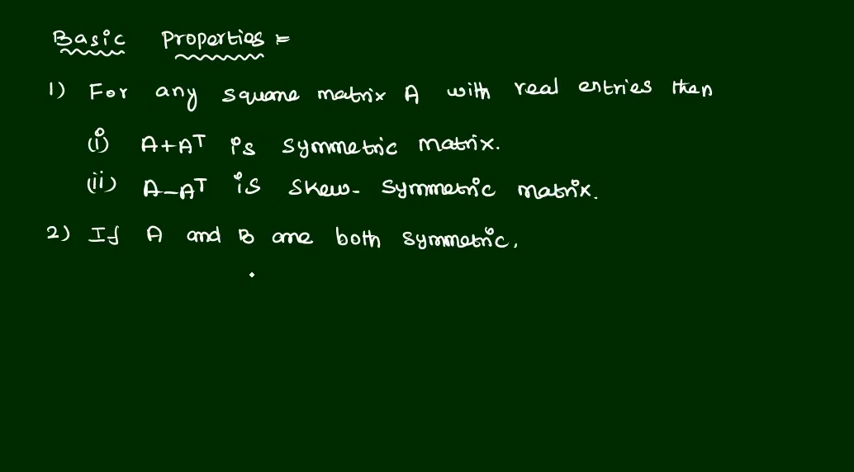 Basic Properties =
1) For any square matrix A with real entries then
(i) A+Aᵀ is symmetric matrix.
(ii) A-Aᵀ is skew-symmetric matrix.
2) If A and B are both symmetric.